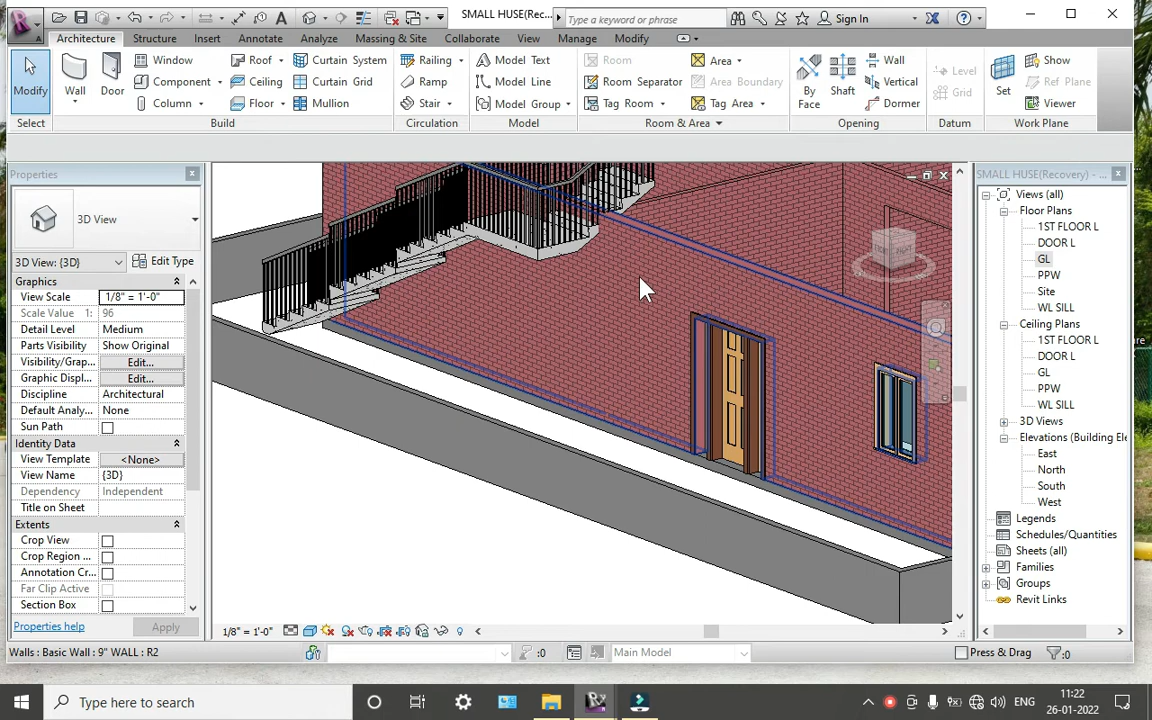 SMALL HUSE(Rec...
Type a keyword or phrase
Sign In
Architecture
Structure
Insert
Annotate
Analyze
Massing & Site
Collaborate
View
Manage
Modify
Modify
Wall
Door
Window
Component
Column
Roof
Ceiling
Floor
Curtain System
Curtain Grid
Mullion
Railing
Ramp
Stair
Model Text
Model Line
Model Group
Room
Room Separator
Tag Room
Area
Area Boundary
Tag Area
By Face
Shaft
Wall
Vertical
Dormer
Level
Grid
Set
Show
Ref Plane
Viewer
Select
Build
Circulation
Model
Room & Area
Opening
Datum
Work Plane
Properties
3D View
3D View: {3D}
Edit Type
Graphics
View Scale 1/8" = 1'-0"
Scale Value 1: 96
Detail Level Medium
Parts Visibility Show Original
Visibility/Grap... Edit...
Graphic Displ... Edit...
Discipline Architectural
Default Analy... None
Sun Path
Identity Data
View Template <None>
View Name {3D}
Dependency Independent
Title on Sheet
Extents
Crop View
Crop Region ...
Annotation Cr...
Far Clip Active
Section Box
Properties help
Apply
SMALL HUSE(Recovery) - ...
Views (all)
Floor Plans
1ST FLOOR L
DOOR L
GL
PPW
Site
WL SILL
Ceiling Plans
1ST FLOOR L
DOOR L
GL
PPW
WL SILL
3D Views
Elevations (Building Ele
East
North
South
West
Legends
Schedules/Quantities
Sheets (all)
Families
Groups
Revit Links
1/8" = 1'-0"
Walls : Basic Wall : 9" WALL : R2
:0
Main Model
Press & Drag
:0
Type here to search
ENG
11:22
26-01-2022